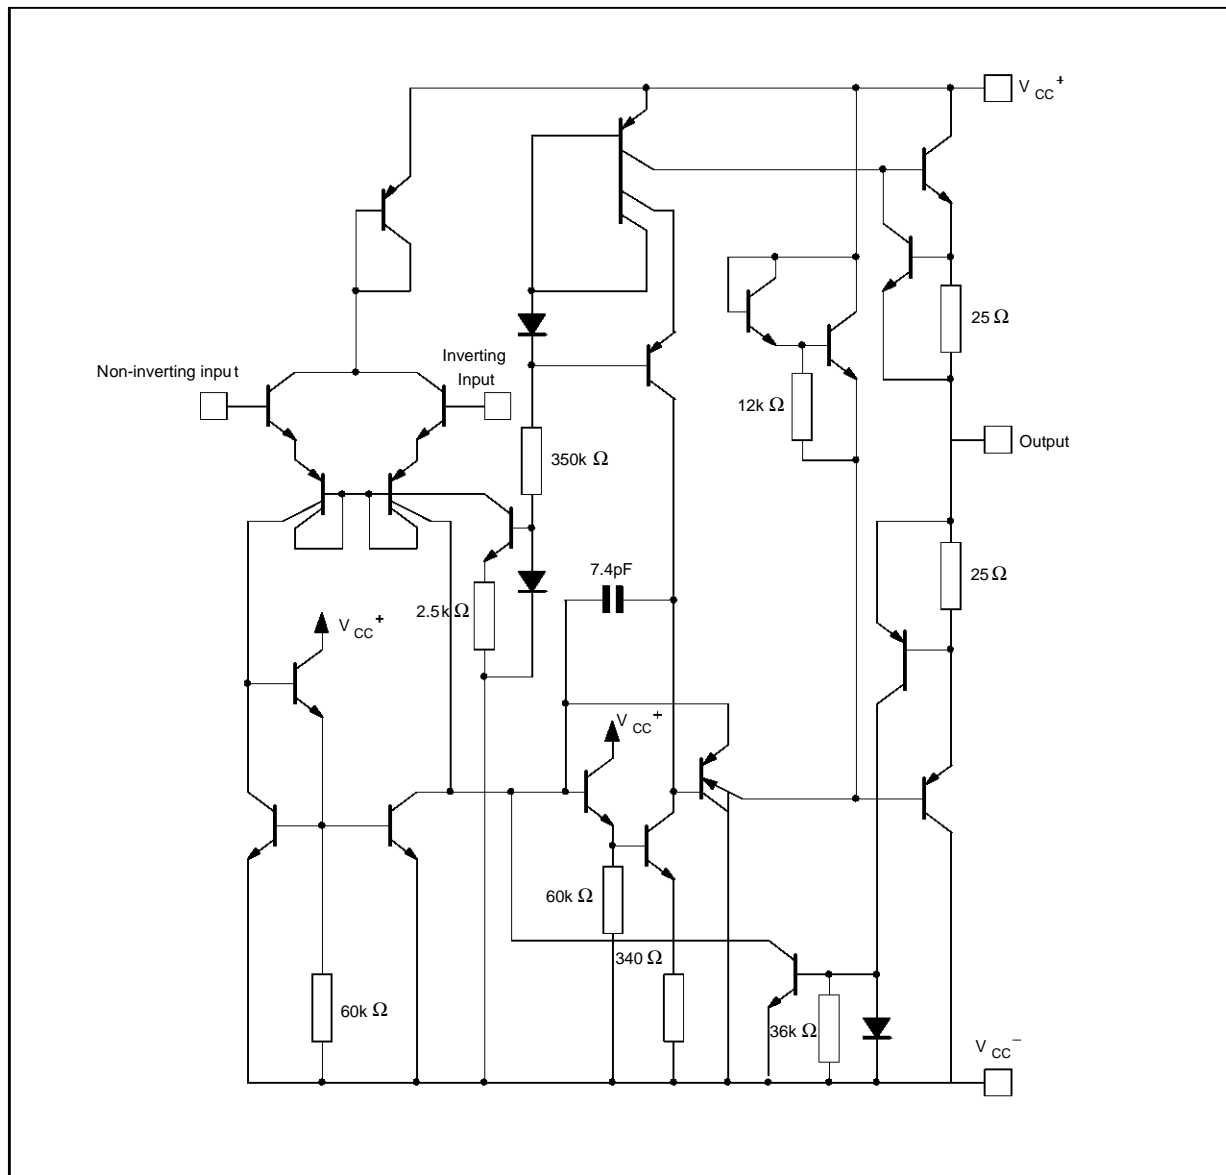 V CC +
25 Ω
Non-inverting input
Inverting
Input
12k Ω
Output
350k Ω
7.4pF
25 Ω
2.5k Ω
V CC +
V CC +
60k Ω
340 Ω
60k Ω
36k Ω
V CC −